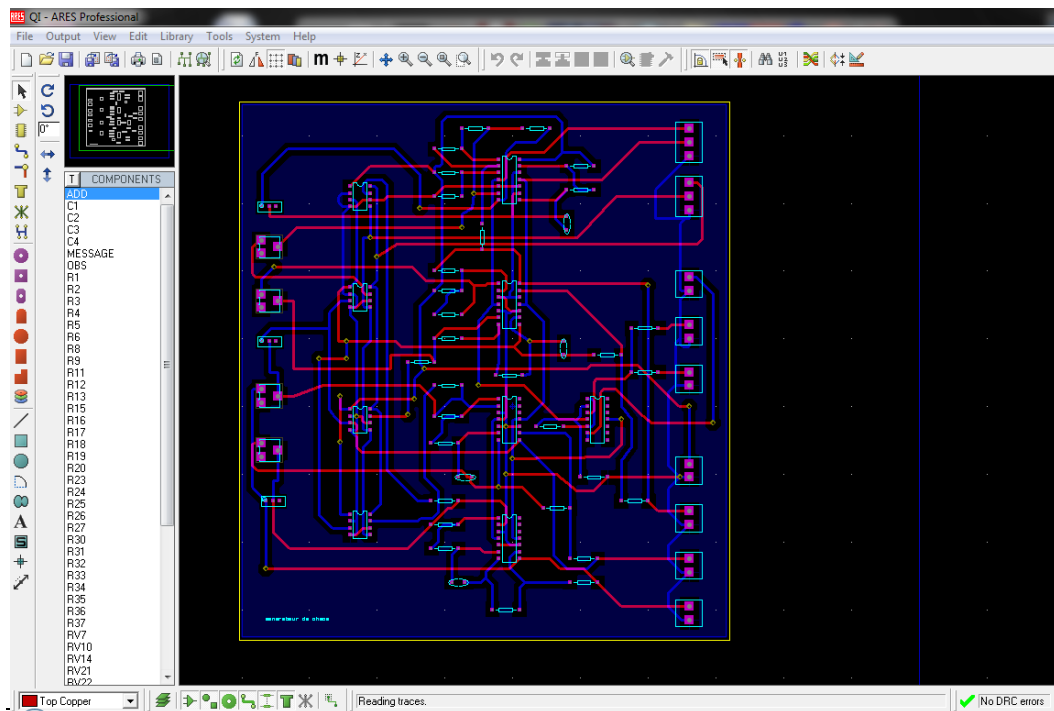 ARES QI - ARES Professional
File Output View Edit Library Tools System Help
m
0°
T COMPONENTS
ADD
C1
C2
C3
C4
MESSAGE
OBS
R1
R2
R3
R4
R5
R6
R8
R9
R11
R12
R13
R15
R16
R17
R18
R19
R20
R23
R24
R25
R26
R27
R30
R31
R32
R33
R34
R35
R36
R37
RV7
RV10
RV14
RV21
RV22
A
S
de chaos
Top Copper
Reading traces.
No DRC errors